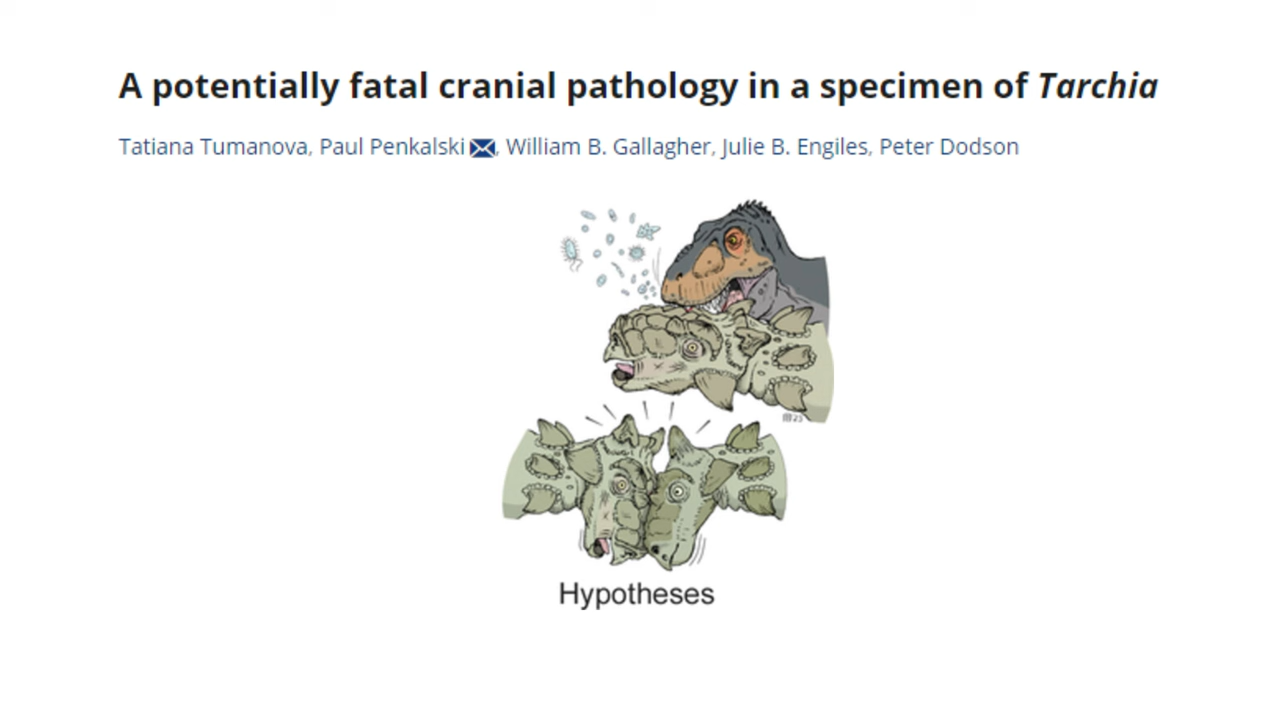 A potentially fatal cranial pathology in a specimen of Tarchia
Tatiana Tumanova, Paul Penkalski, William B. Gallagher, Julie B. Engiles, Peter Dodson
Hypotheses